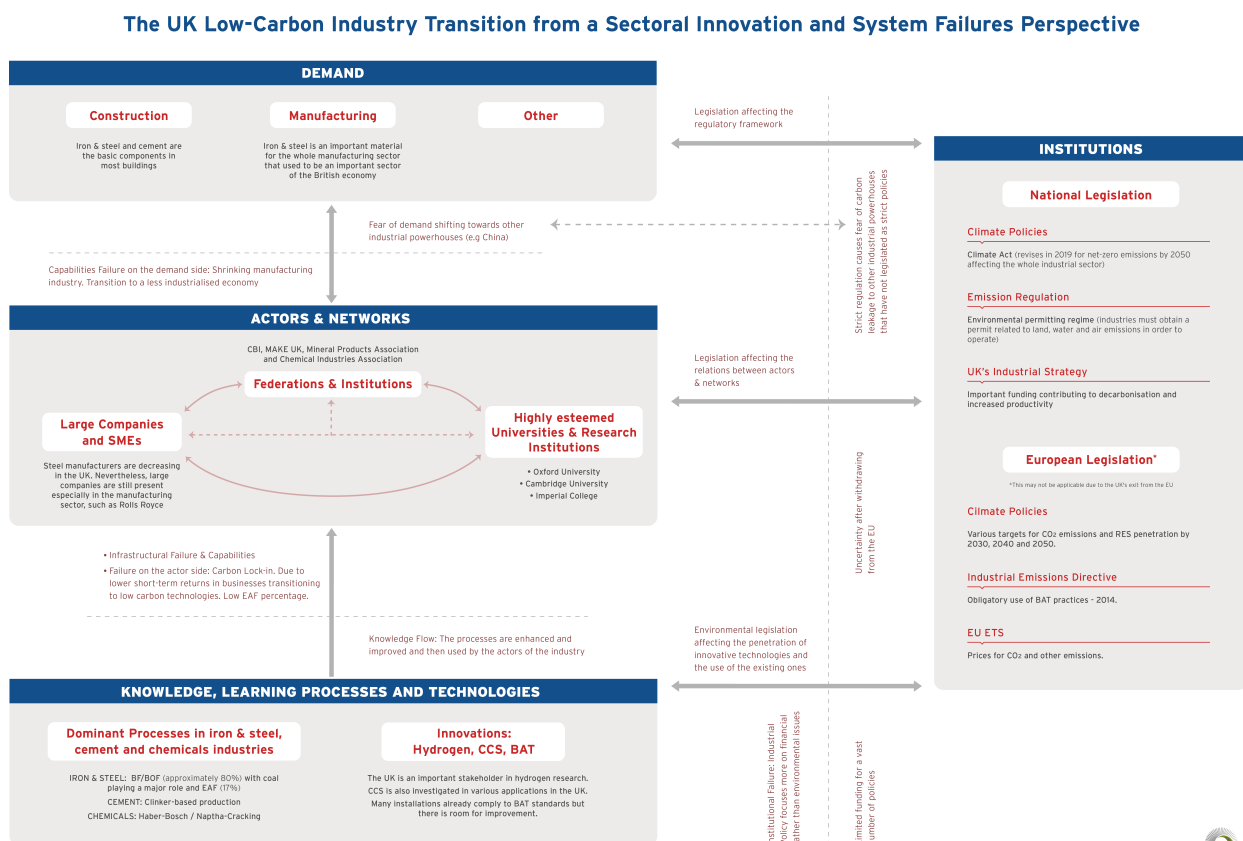 The UK Low-Carbon Industry Transition from a Sectoral Innovation and System Failures Perspective
DEMAND
Construction
Iron & steel and cement are
the basic components in
most buildings
Manufacturing
Iron & steel is an important material
for the whole manufacturing sector
that used to be an important sector
of the British economy
Other
Fear of demand shifting towards other
industrial powerhouses (e.g China)
Capabilities Failure on the demand side: Shrinking manufacturing
industry. Transition to a less industrialised economy
ACTORS & NETWORKS
CBI, MAKE UK, Mineral Products Association
and Chemical Industries Association
Federations & Institutions
Large Companies
and SMEs
Steel manufacturers are decreasing
in the UK. Nevertheless, large
companies are still present
especially in the manufacturing
sector, such as Rolls Royce
Highly esteemed
Universities & Research
Institutions
• Oxford University
• Cambridge University
• Imperial College
• Infrastructural Failure & Capabilities
• Failure on the actor side: Carbon Lock-in. Due to
lower short-term returns in businesses transitioning
to low carbon technologies. Low EAF percentage.
Knowledge Flow: The processes are enhanced and
improved and then used by the actors of the industry
KNOWLEDGE, LEARNING PROCESSES AND TECHNOLOGIES
Dominant Processes in iron & steel,
cement and chemicals industries
IRON & STEEL: BF/BOF (approximately 80%) with coal
playing a major role and EAF (17%)
CEMENT: Clinker-based production
CHEMICALS: Haber-Bosch / Naptha-Cracking
Innovations:
Hydrogen, CCS, BAT
The UK is an important stakeholder in hydrogen research.
CCS is also investigated in various applications in the UK.
Many installations already comply to BAT standards but
there is room for improvement.
Legislation affecting the
regulatory framework
Strict regulation causes fear of carbon
leakage to other industrial powerhouses
that have not legislated as strict policies
Legislation affecting the
relations between actors
& networks
Uncertainty after withdrawing
from the EU
Environmental legislation
affecting the penetration of
innovative technologies and
the use of the existing ones
nstitutional Failure: Industrial
Policy focuses more on financial
ather than environmental issues
imited funding for a vast
umber of policies
INSTITUTIONS
National Legislation
Climate Policies
Climate Act (revises in 2019 for net-zero emissions by 2050
affecting the whole industrial sector)
Emission Regulation
Environmental permitting regime (industries must obtain a
permit related to land, water and air emissions in order to
operate)
UK's Industrial Strategy
Important funding contributing to decarbonisation and
increased productivity
European Legislation*
*This may not be applicable due to the UK's exit from the EU
Cilmate Policies
Various targets for CO2 emissions and RES penetration by
2030, 2040 and 2050.
Industrial Emissions Directive
Obligatory use of BAT practices - 2014.
EU ETS
Prices for CO2 and other emissions.